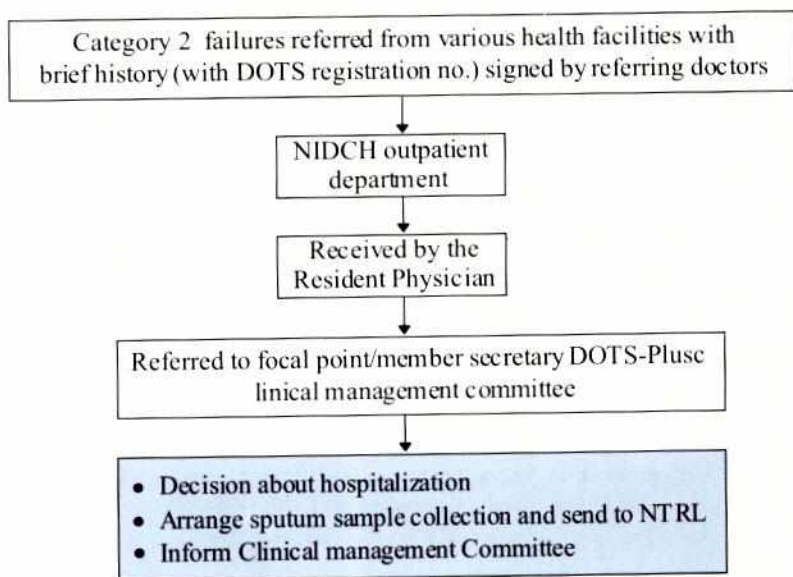 Category 2 failures referred from various health facilities with
brief history (with DOTS registration no.) signed by referring doctors
NIDCH outpatient
department
Received by the
Resident Physician
Referred to focal point/member secretary DOTS-Plusc
linical management committee
• Decision about hospitalization
• Arrange sputum sample collection and send to NTRL
• Inform Clinical management Committee